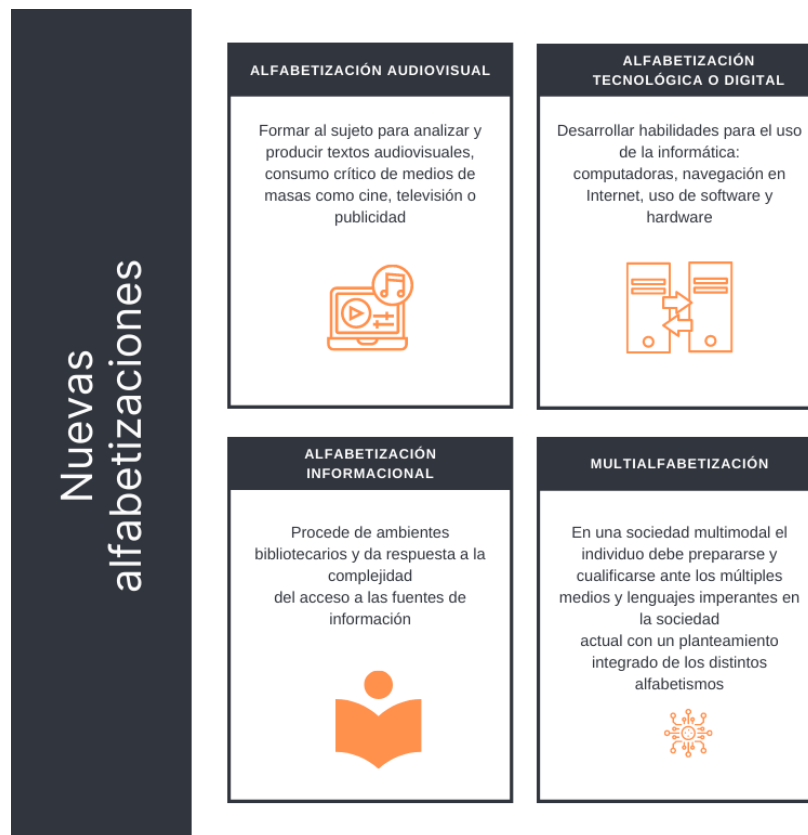 Nuevas
alfabetizaciones
ALFABETIZACIÓN AUDIOVISUAL
Formar al sujeto para analizar y
producir textos audiovisuales,
consumo crítico de medios de
masas como cine, televisión o
publicidad
ALFABETIZACIÓN
TECNOLÓGICA O DIGITAL
Desarrollar habilidades para el uso
de la informática:
computadoras, navegación en
Internet, uso de software y
hardware
ALFABETIZACIÓN
INFORMACIONAL
Procede de ambientes
bibliotecarios y da respuesta a la
complejidad
del acceso a las fuentes de
información
MULTIALFABETIZACIÓN
En una sociedad multimodal el
individuo debe prepararse y
cualificarse ante los múltiples
medios y lenguajes imperantes en
la sociedad
actual con un planteamiento
integrado de los distintos
alfabetismos